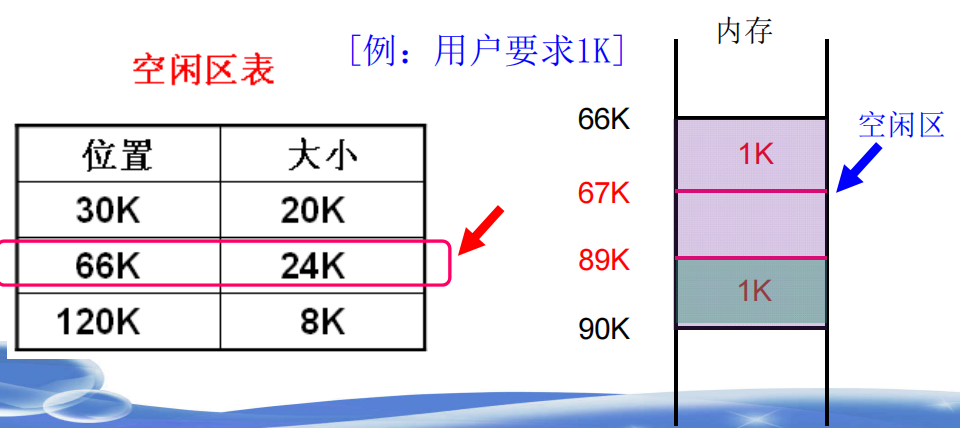 空闲区表
[例：用户要求1K]
内存
位置 大小
30K 20K
66K 24K
120K 8K
66K
1K
空闲区
67K
89K
1K
90K